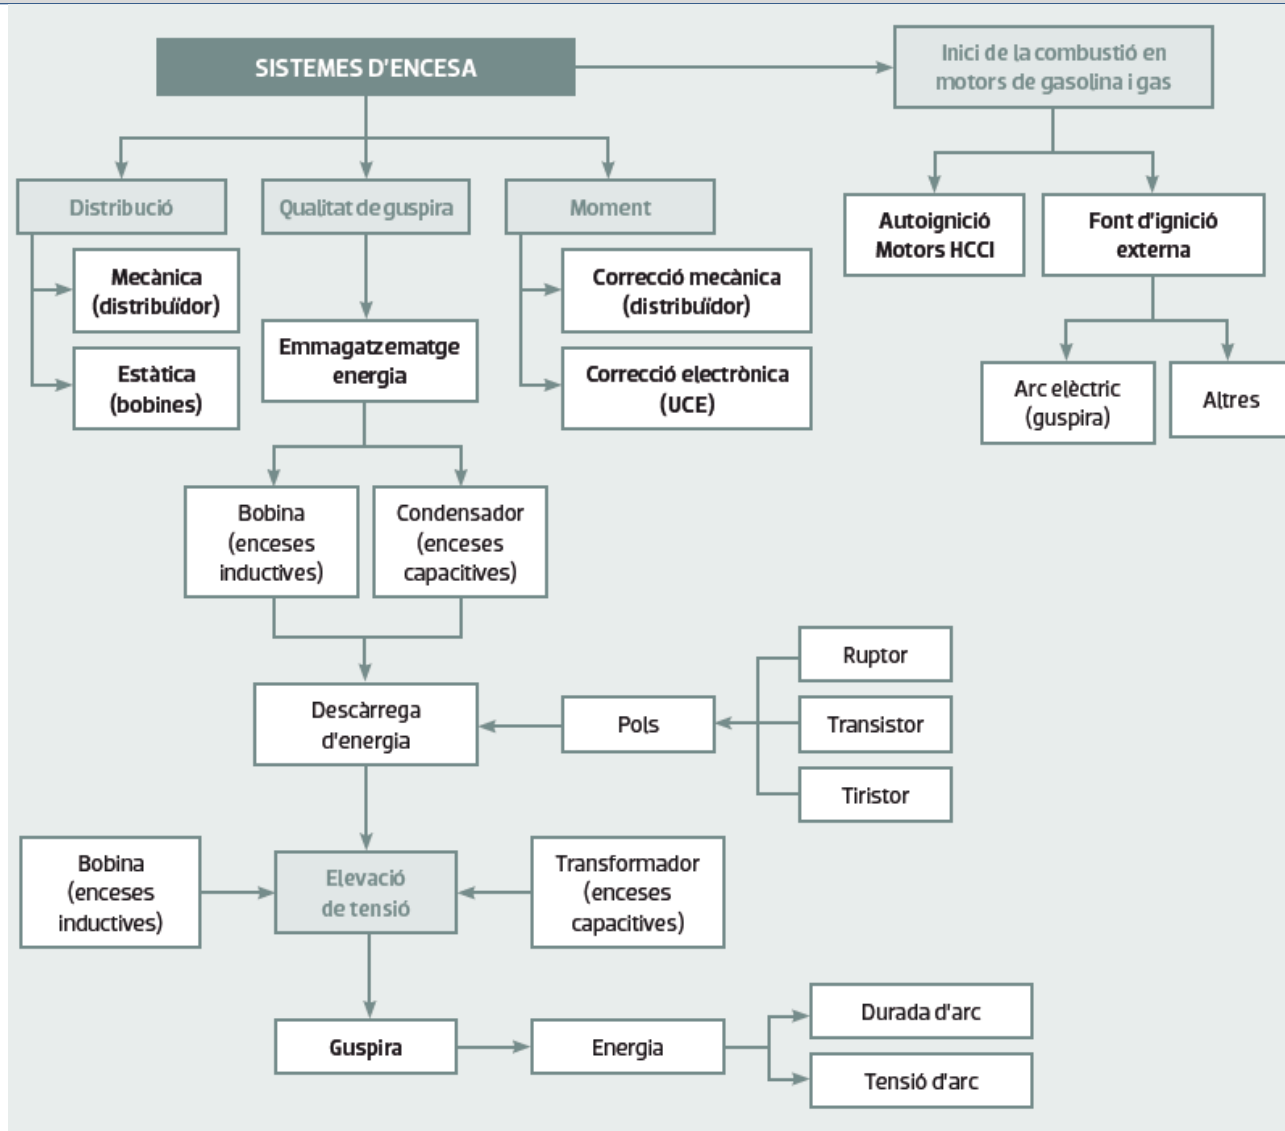 SISTEMES D'ENCESA
Inici de la combustió en
motors de gasolina i gas
Distribució
Qualitat de guspira
Moment
Autoignició
Motors HCCI
Font d'ignició
externa
Mecànica
(distribuïdor)
Correcció mecànica
(distribuïdor)
Emmagatzematge
energia
Estàtica
(bobines)
Correcció electrònica
(UCE)
Arc elèctric
(guspira)
Altres
Bobina
(enceses
inductives)
Condensador
(enceses
capacitives)
Descàrrega
d'energia
Pols
Ruptor
Transistor
Tiristor
Bobina
(enceses
inductives)
Elevació
de tensió
Transformador
(enceses
capacitives)
Guspira
Energia
Durada d'arc
Tensió d'arc